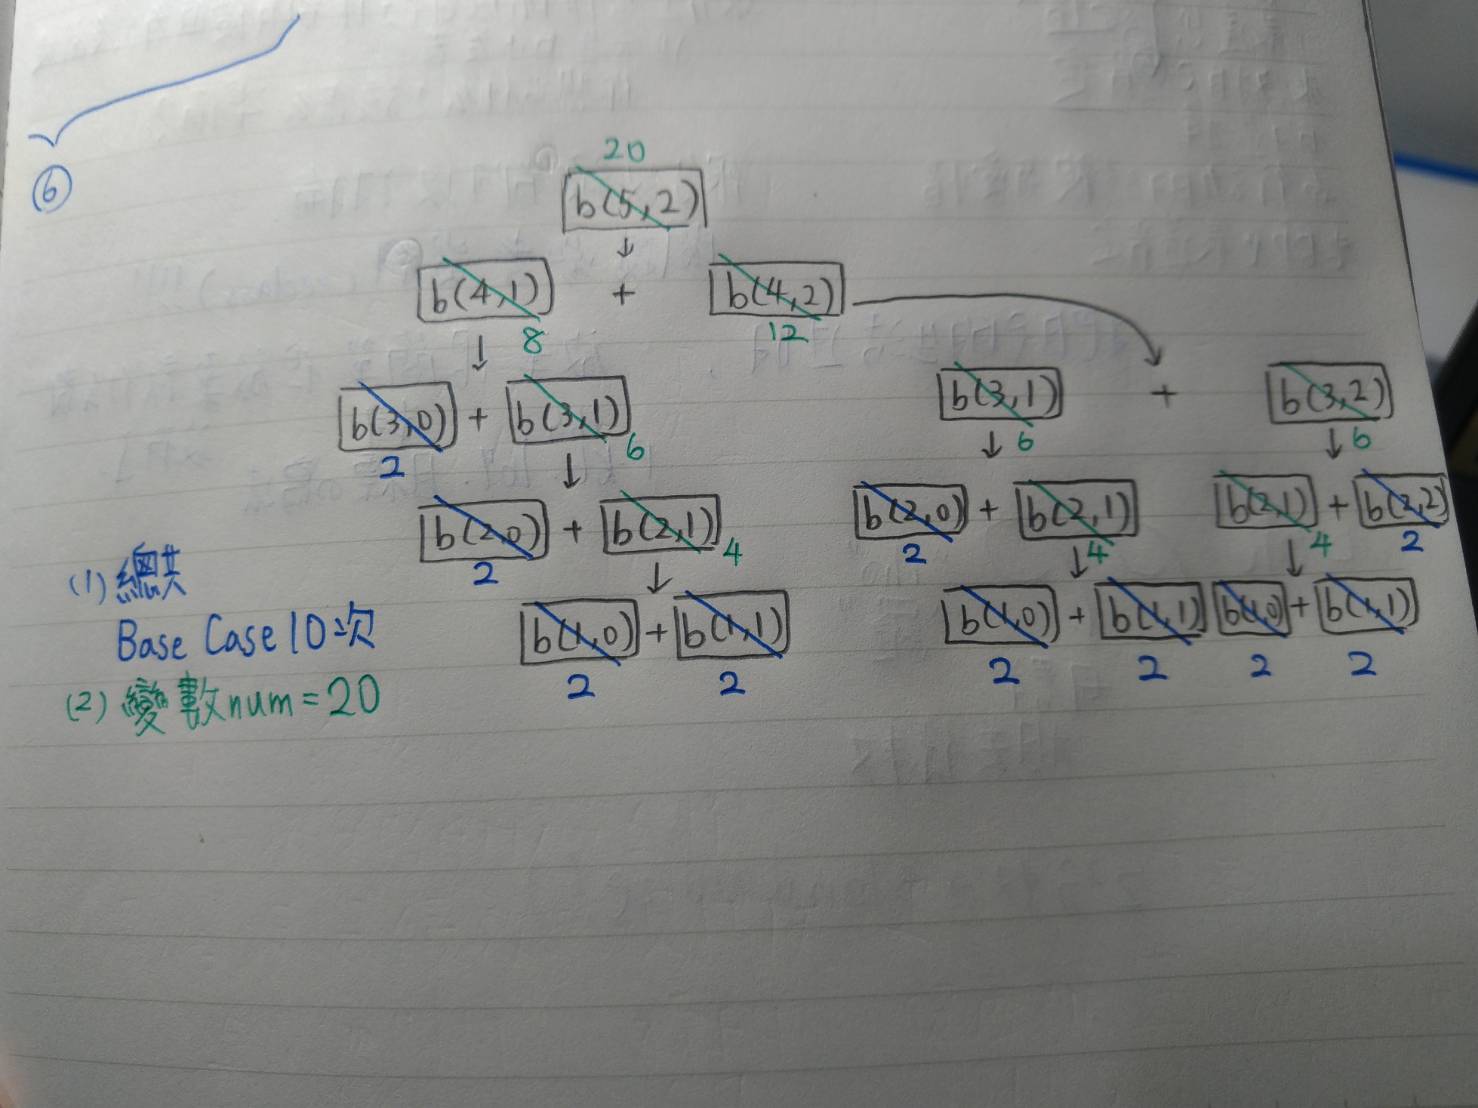 ⑥
20
b(5,2)
↓
b(4,1) + b(4,2)
8 12
↓
b(3,0) + b(3,1) b(3,1) + b(3,2)
2 6 6 6
↓ ↓ ↓
b(2,0) + b(2,1) b(2,0) + b(2,1) b(2,1) + b(2,2)
2 4 2 4 4 2
↓ ↓ ↓
b(1,0) + b(1,1) b(1,0) + b(1,1) b(1,0) + b(1,1)
2 2 2 2 2 2
(1) 總共
Base Case 10次
(2) 變數num=20